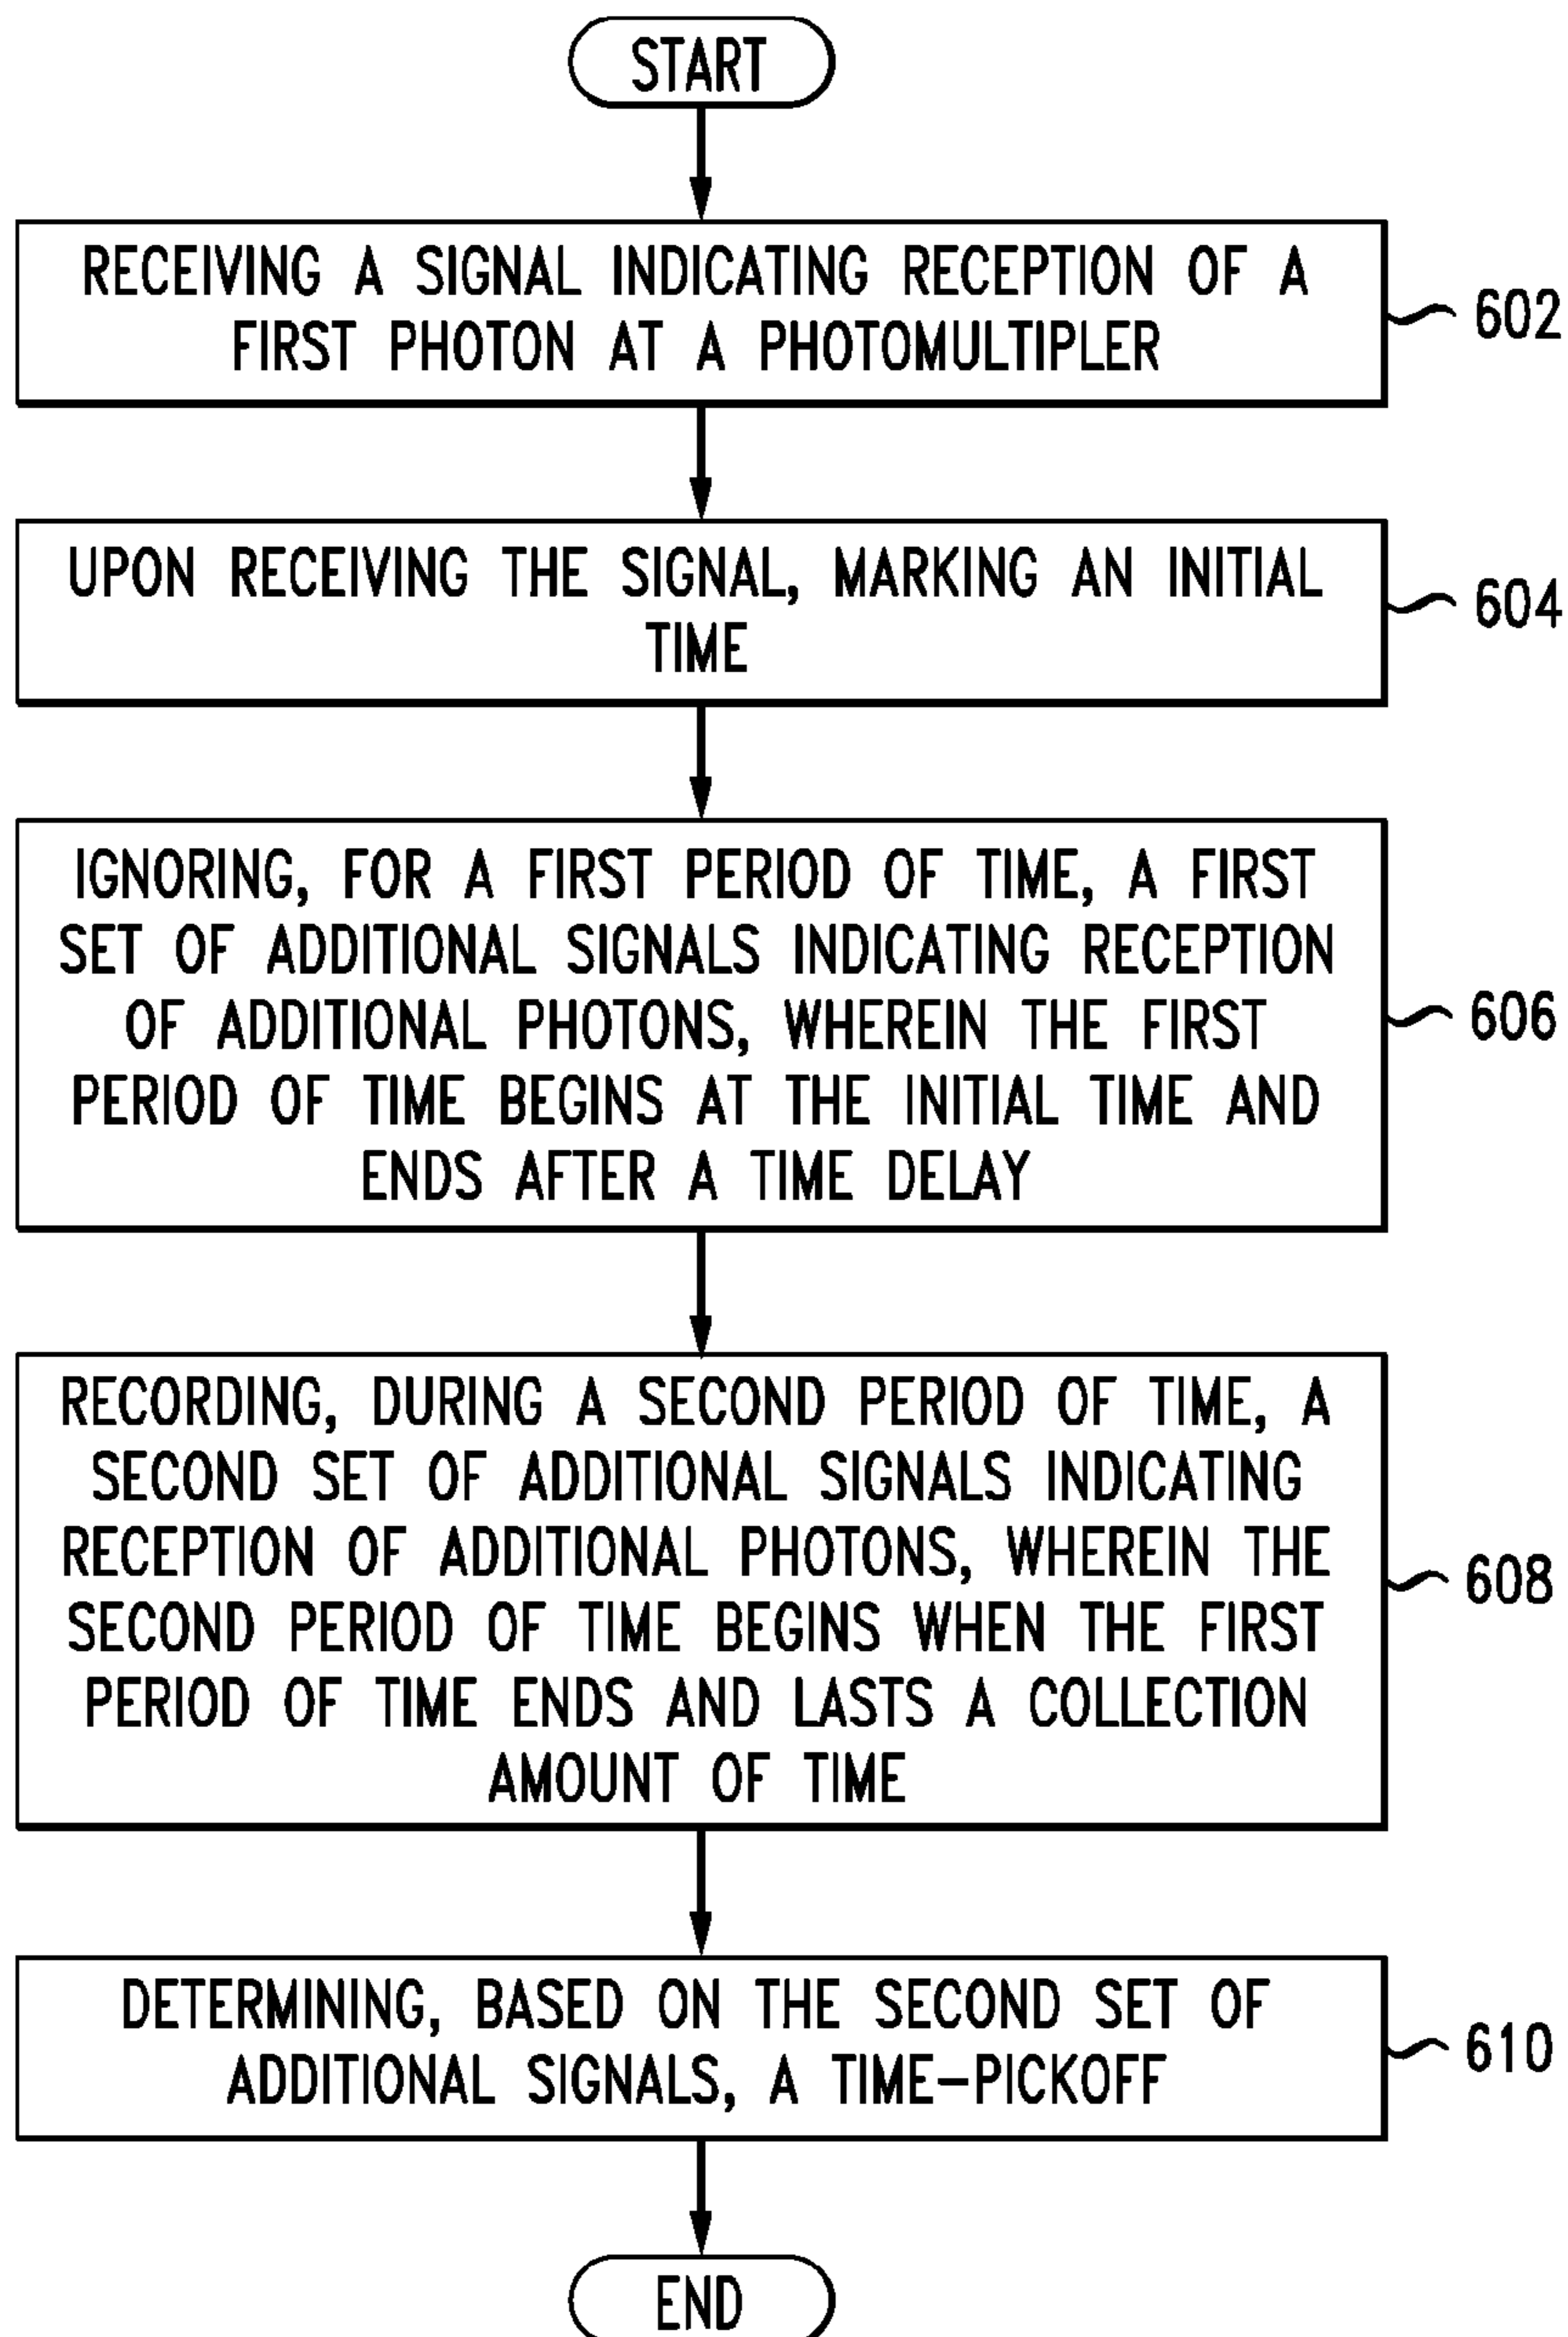 START
RECEIVING A SIGNAL INDICATING RECEPTION OF A
FIRST PHOTON AT A PHOTOMULTIPLER
602
UPON RECEIVING THE SIGNAL, MARKING AN INITIAL
TIME
604
IGNORING, FOR A FIRST PERIOD OF TIME, A FIRST
SET OF ADDITIONAL SIGNALS INDICATING RECEPTION
OF ADDITIONAL PHOTONS, WHEREIN THE FIRST
PERIOD OF TIME BEGINS AT THE INITIAL TIME AND
ENDS AFTER A TIME DELAY
606
RECORDING, DURING A SECOND PERIOD OF TIME, A
SECOND SET OF ADDITIONAL SIGNALS INDICATING
RECEPTION OF ADDITIONAL PHOTONS, WHEREIN THE
SECOND PERIOD OF TIME BEGINS WHEN THE FIRST
PERIOD OF TIME ENDS AND LASTS A COLLECTION
AMOUNT OF TIME
608
DETERMINING, BASED ON THE SECOND SET OF
ADDITIONAL SIGNALS, A TIME-PICKOFF
610
END